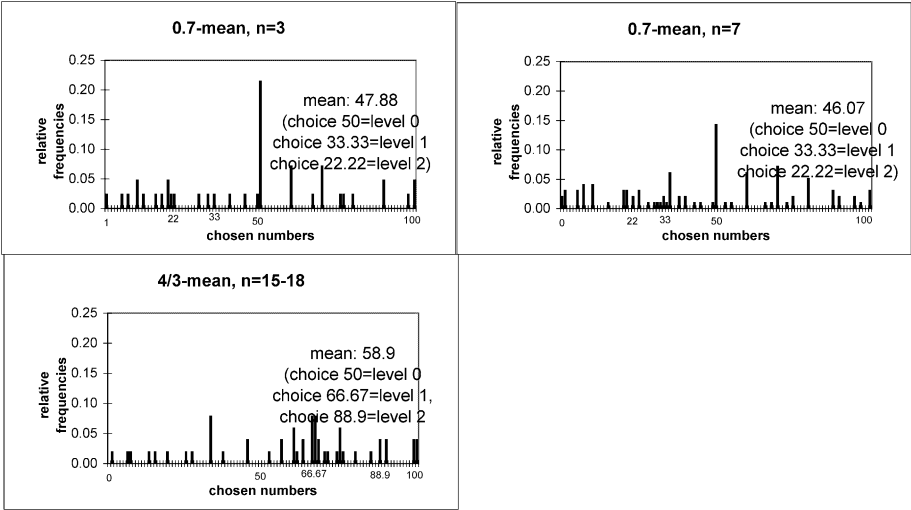 0.7-mean, n=3
0.25
0.20
0.15
0.10
0.05
0.00
relative
frequencies
mean: 47.88
(choice 50=level 0
choice 33.33=level 1
choice 22.22=level 2)
1 22 33 50 100
chosen numbers
0.7-mean, n=7
0.25
0.20
0.15
0.10
0.05
0.00
relative
frequencies
mean: 46.07
(choice 50=level 0
choice 33.33=level 1
choice 22.22=level 2)
0 22 33 50 100
chosen numbers
4/3-mean, n=15-18
0.25
0.20
0.15
0.10
0.05
0.00
relative
frequencies
mean: 58.9
(choice 50=level 0
choice 66.67=level 1,
chooie 88.9=level 2
0 50 66.67 88.9 100
chosen numbers